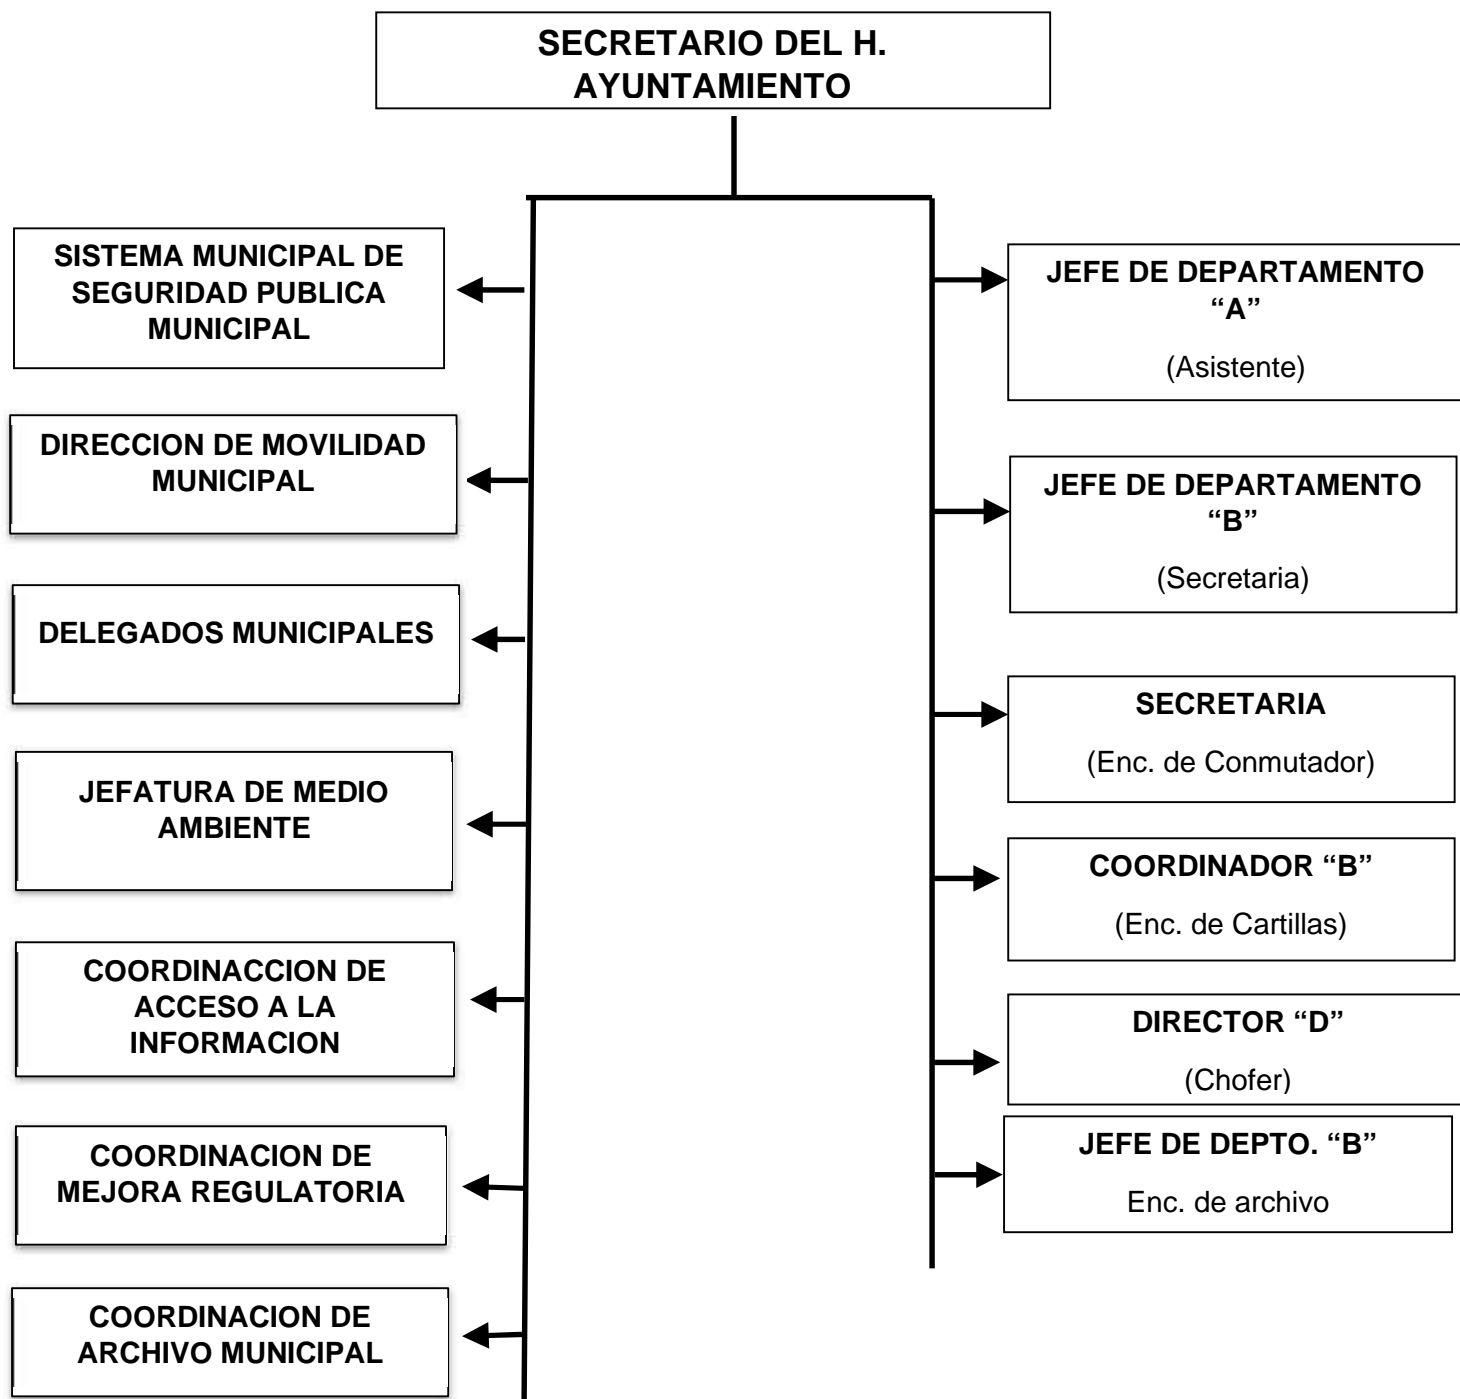 SECRETARIO DEL H.
AYUNTAMIENTO
SISTEMA MUNICIPAL DE
SEGURIDAD PUBLICA
MUNICIPAL
DIRECCION DE MOVILIDAD
MUNICIPAL
DELEGADOS MUNICIPALES
JEFATURA DE MEDIO
AMBIENTE
COORDINACCION DE
ACCESO A LA
INFORMACION
COORDINACION DE
MEJORA REGULATORIA
COORDINACION DE
ARCHIVO MUNICIPAL
JEFE DE DEPARTAMENTO
“A”
(Asistente)
JEFE DE DEPARTAMENTO
“B”
(Secretaria)
SECRETARIA
(Enc. de Conmutador)
COORDINADOR “B”
(Enc. de Cartillas)
DIRECTOR “D”
(Chofer)
JEFE DE DEPTO. “B”
Enc. de archivo